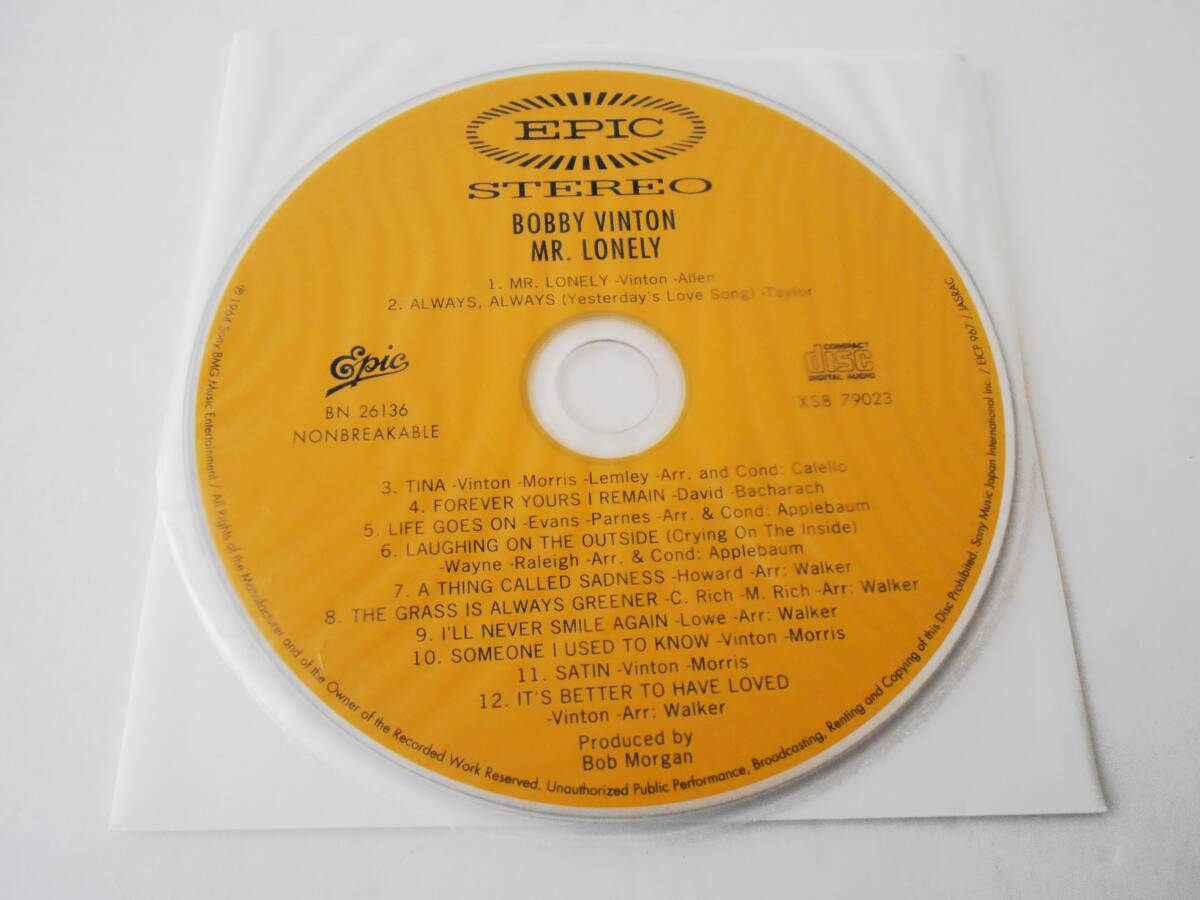 EPIC
STEREO
BOBBY VINTON
MR. LONELY
1. MR. LONELY -Vinton -Allen
2. ALWAYS, ALWAYS (Yesterday's Love Song) -Taylor
Epic
BN 26136
NONBREAKABLE
COMPACT
disc
DIGITAL AUDIO
XSB 79023
3. TINA -Vinton -Morris -Lemley -Arr. and Cond: Calello
4. FOREVER YOURS I REMAIN -David -Bacharach
5. LIFE GOES ON -Evans -Parnes -Arr. & Cond: Applebaum
6. LAUGHING ON THE OUTSIDE (Crying On The Inside)
-Wayne -Raleigh -Arr. & Cond: Applebaum
7. A THING CALLED SADNESS -Howard -Arr: Walker
8. THE GRASS IS ALWAYS GREENER -C. Rich -M. Rich -Arr: Walker
9. I'LL NEVER SMILE AGAIN -Lowe -Arr: Walker
10. SOMEONE I USED TO KNOW -Vinton -Morris
11. SATIN -Vinton -Morris
12. IT'S BETTER TO HAVE LOVED
-Vinton -Arr: Walker
Produced by
Bob Morgan
℗ 1964 Sony BMG Music Entertainment / All Rights of the Manufacturer and of the Owner of the Recorded Work Reserved. Unauthorized Public Performance, Broadcasting, Renting and Copying of this Disc Prohibited. Sony Music Japan International Inc. / EICP 967 / JASRAC